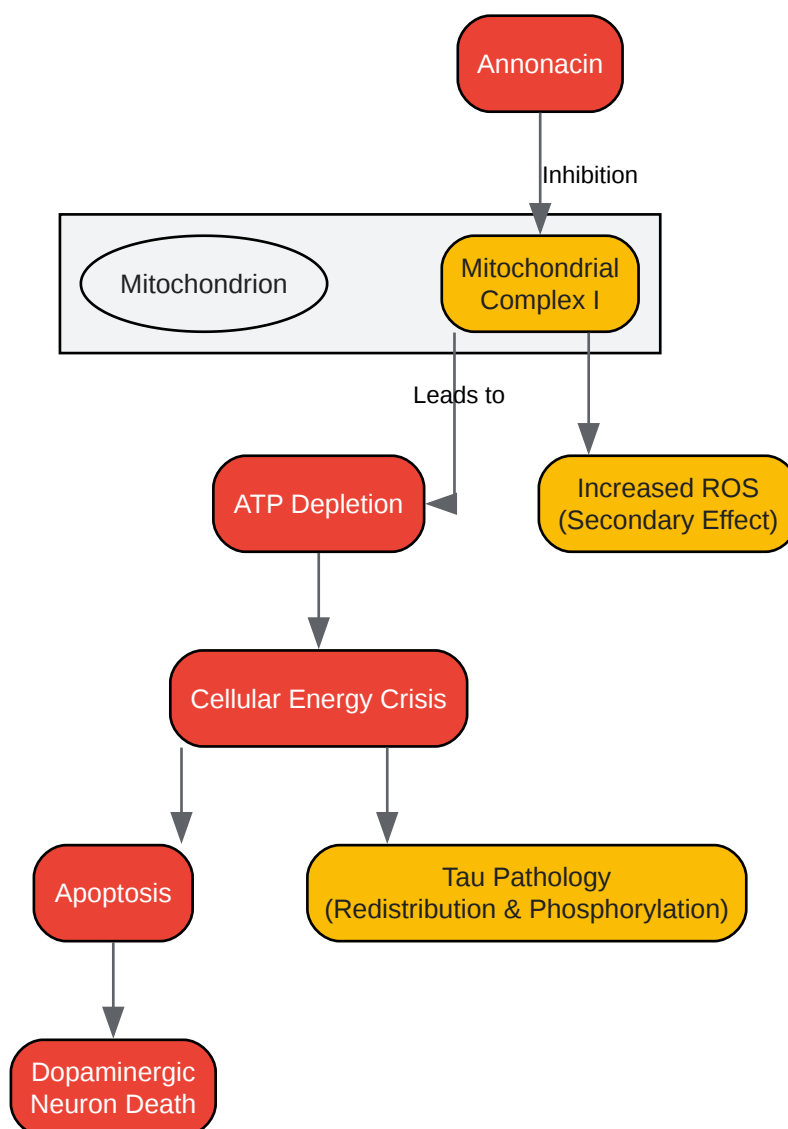 Annonacin
Inhibition
Mitochondrion
Mitochondrial
Complex I
Leads to
ATP Depletion
Increased ROS
(Secondary Effect)
Cellular Energy Crisis
Apoptosis
Tau Pathology
(Redistribution & Phosphorylation)
Dopaminergic
Neuron Death